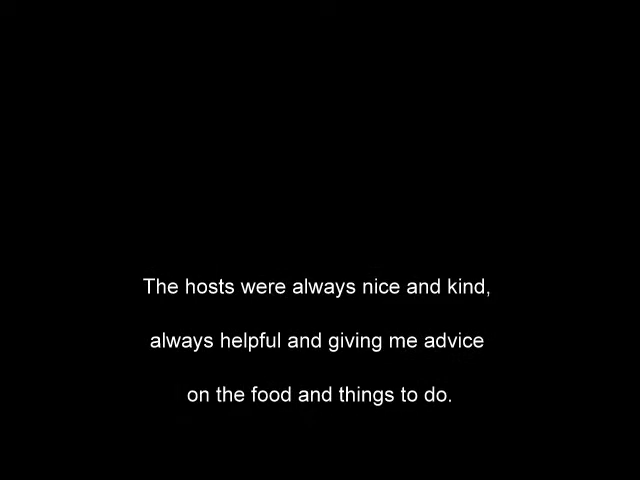 The hosts were always nice and kind,
always helpful and giving me advice
on the food and things to do.